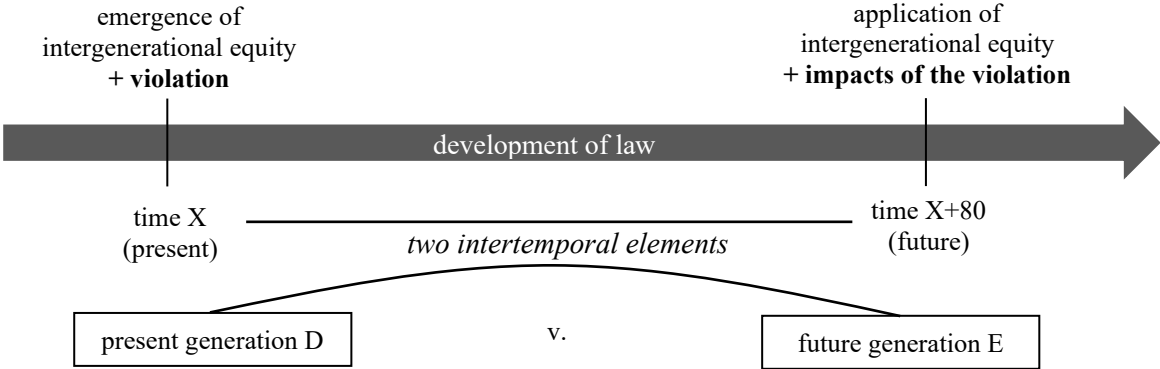 emergence of
intergenerational equity
+ violation
application of
intergenerational equity
+ impacts of the violation
development of law
time X
(present)
time X+80
(future)
two intertemporal elements
present generation D
v.
future generation E